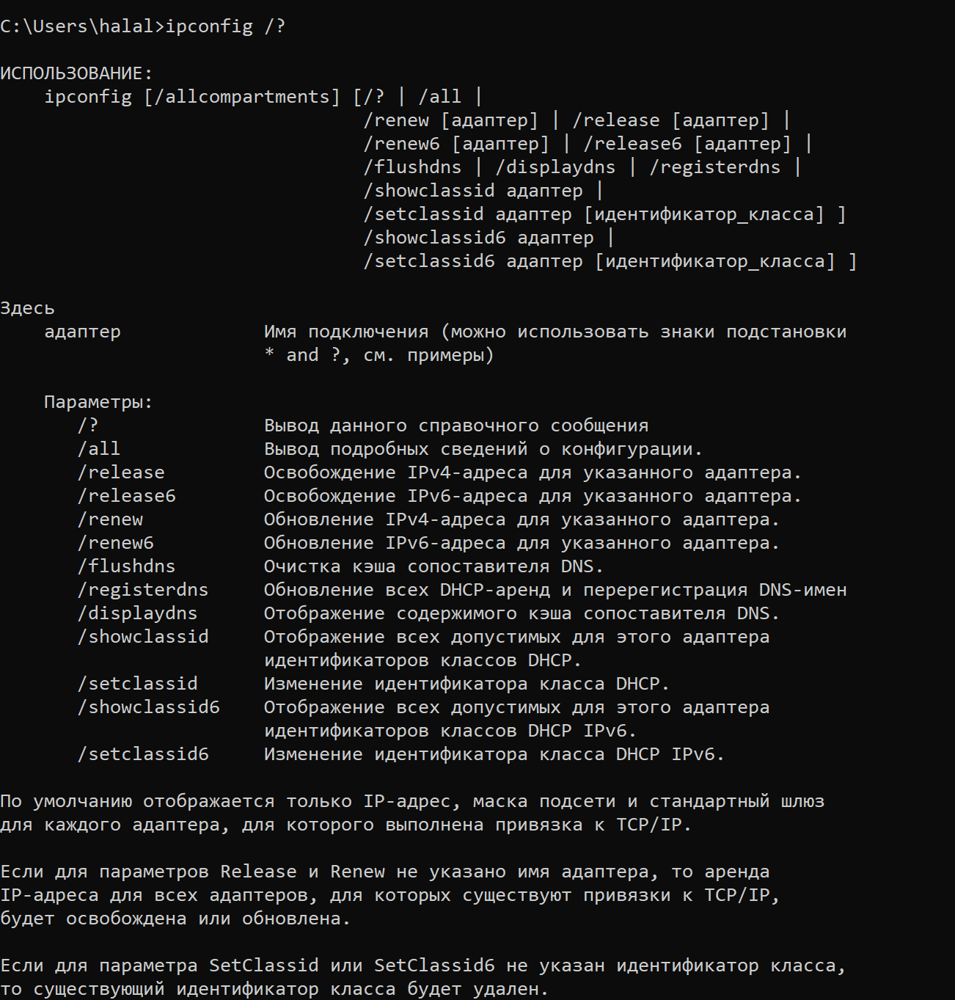 C:\Users\halal>ipconfig /?
ИСПОЛЬЗОВАНИЕ:
ipconfig [/allcompartments] [/? | /all |
/renew [адаптер] | /release [адаптер] |
/renew6 [адаптер] | /release6 [адаптер] |
/flushdns | /displaydns | /registerdns |
/showclassid адаптер |
/setclassid адаптер [идентификатор_класса] ]
/showclassid6 адаптер |
/setclassid6 адаптер [идентификатор_класса] ]
Здесь
адаптер Имя подключения (можно использовать знаки подстановки
* and ?, см. примеры)
Параметры:
/? Вывод данного справочного сообщения
/all Вывод подробных сведений о конфигурации.
/release Освобождение IPv4-адреса для указанного адаптера.
/release6 Освобождение IPv6-адреса для указанного адаптера.
/renew Обновление IPv4-адреса для указанного адаптера.
/renew6 Обновление IPv6-адреса для указанного адаптера.
/flushdns Очистка кэша сопоставителя DNS.
/registerdns Обновление всех DHCP-аренд и перерегистрация DNS-имен
/displaydns Отображение содержимого кэша сопоставителя DNS.
/showclassid Отображение всех допустимых для этого адаптера
идентификаторов классов DHCP.
/setclassid Изменение идентификатора класса DHCP.
/showclassid6 Отображение всех допустимых для этого адаптера
идентификаторов классов DHCP IPv6.
/setclassid6 Изменение идентификатора класса DHCP IPv6.
По умолчанию отображается только IP-адрес, маска подсети и стандартный шлюз
для каждого адаптера, для которого выполнена привязка к TCP/IP.
Если для параметров Release и Renew не указано имя адаптера, то аренда
IP-адреса для всех адаптеров, для которых существуют привязки к TCP/IP,
будет освобождена или обновлена.
Если для параметра SetClassid или SetClassid6 не указан идентификатор класса,
то существующий идентификатор класса будет удален.